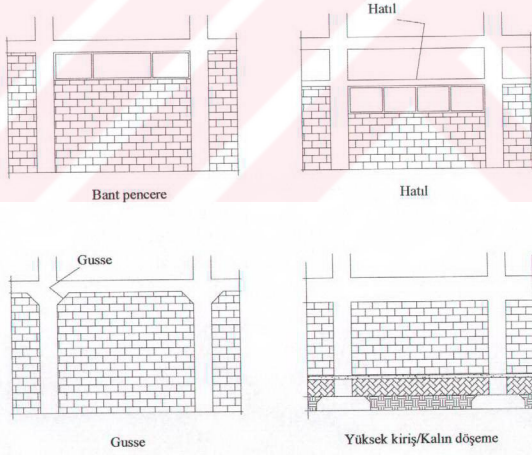 Hatıl
Bant pencere
Hatıl
Gusse
Gusse
Yüksek kiriş/Kalın döşeme